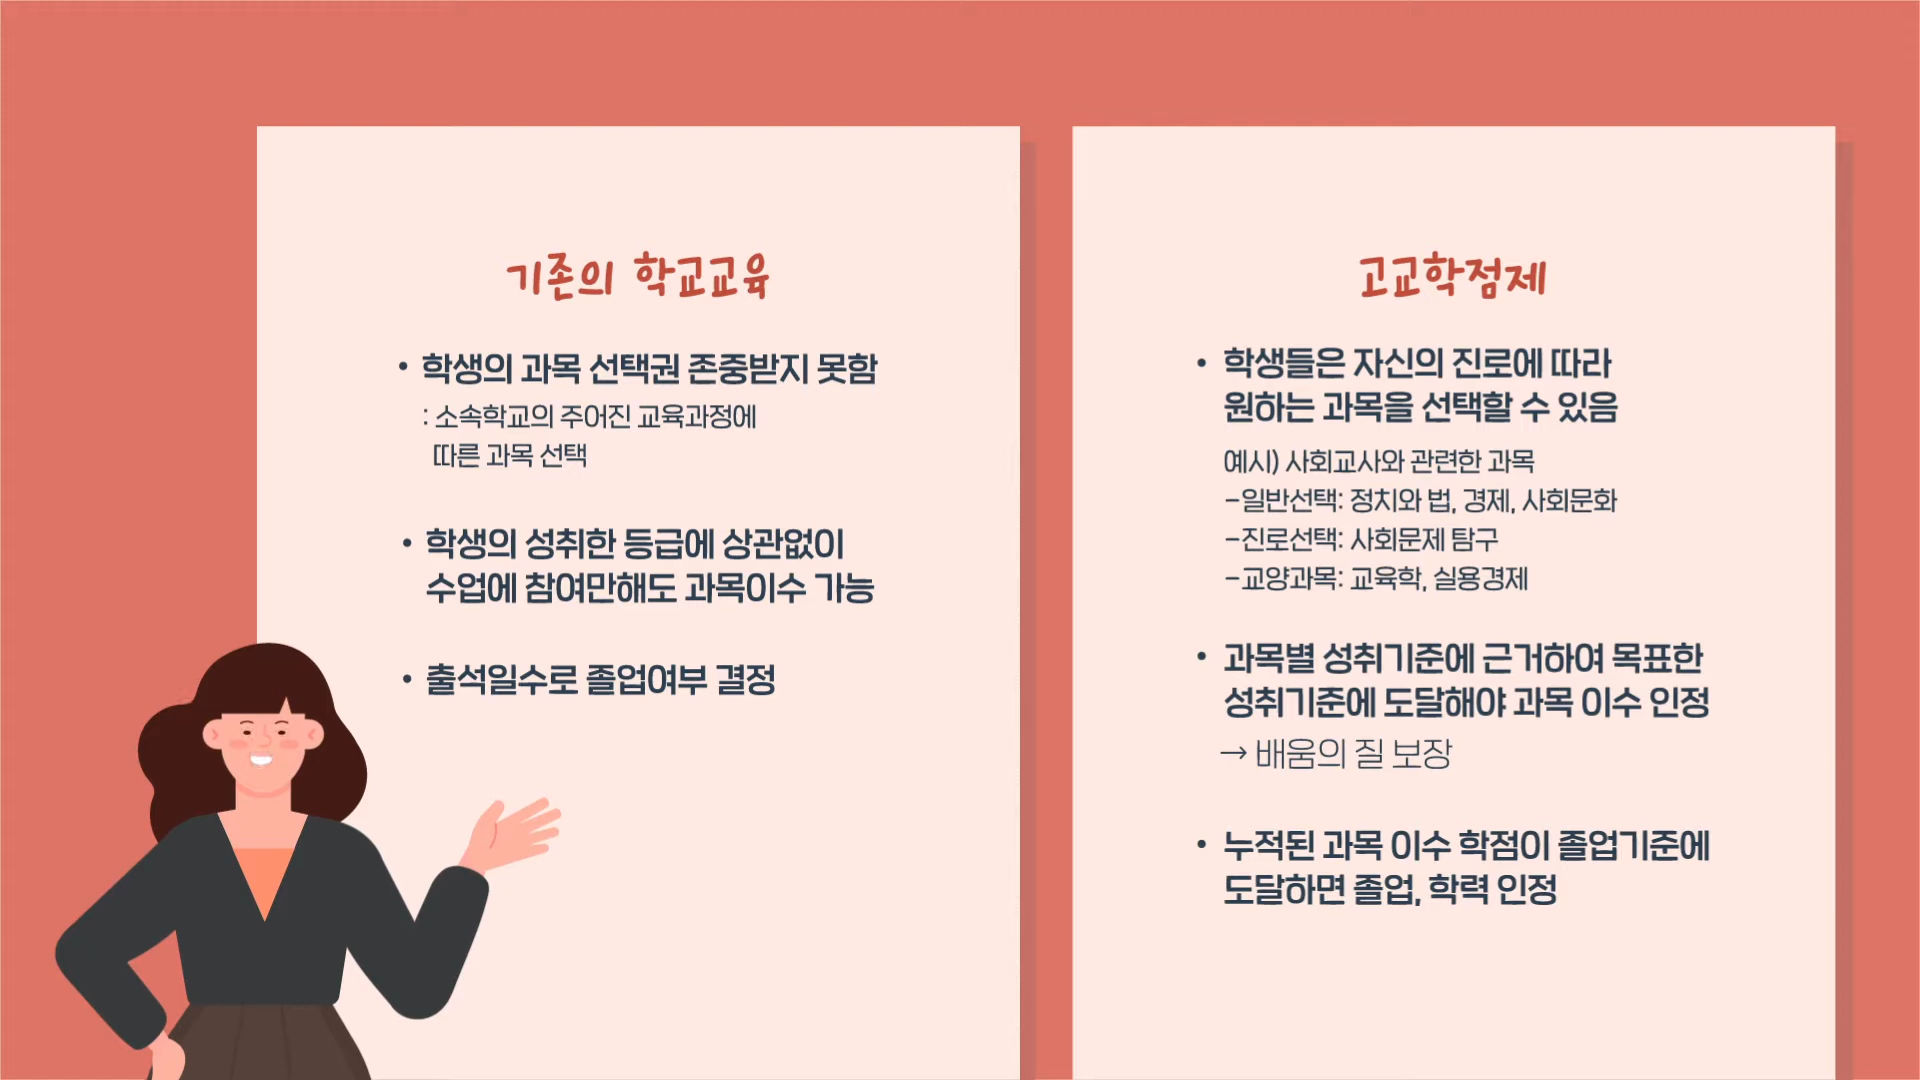 기존의 학교교육
• 학생의 과목 선택권 존중받지 못함
: 소속학교의 주어진 교육과정에
따른 과목 선택
• 학생의 성취한 등급에 상관없이
수업에 참여만해도 과목이수 가능
• 출석일수로 졸업여부 결정
고교학점제
• 학생들은 자신의 진로에 따라
원하는 과목을 선택할 수 있음
예시) 사회교사와 관련한 과목
-일반선택: 정치와 법, 경제, 사회문화
-진로선택: 사회문제 탐구
-교양과목: 교육학, 실용경제
• 과목별 성취기준에 근거하여 목표한
성취기준에 도달해야 과목 이수 인정
→ 배움의 질 보장
• 누적된 과목 이수 학점이 졸업기준에
도달하면 졸업, 학력 인정